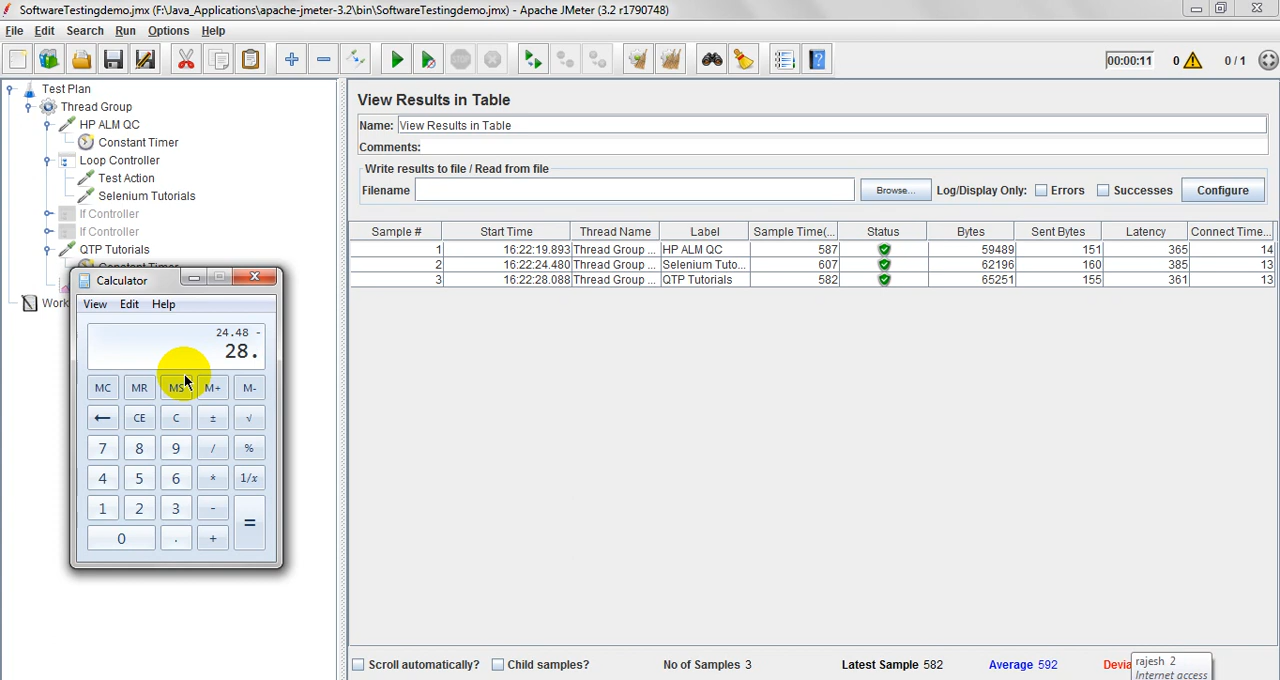 SoftwareTestingdemo.jmx (F:\Java_Applications\apache-jmeter-3.2\bin\SoftwareTestingdemo.jmx) - Apache JMeter (3.2 r1790748)
File Edit Search Run Options Help
00:00:11 0 0 / 1
Test Plan
Thread Group
HP ALM QC
Constant Timer
Loop Controller
Test Action
Selenium Tutorials
If Controller
If Controller
QTP Tutorials
Constant Timer
Work
View Results in Table
Name: View Results in Table
Comments:
Write results to file / Read from file
Filename Browse... Log/Display Only: Errors Successes Configure
Sample # Start Time Thread Name Label Sample Time(... Status Bytes Sent Bytes Latency Connect Time...
1 16:22:19.893 Thread Group ... HP ALM QC 587 59489 151 365 14
2 16:22:24.480 Thread Group ... Selenium Tuto... 607 62196 160 385 13
3 16:22:28.088 Thread Group ... QTP Tutorials 582 65251 155 361 13
Calculator
View Edit Help
24.48 -
28.
MC MR MS M+ M-
← CE C ± √
7 8 9 / %
4 5 6 * 1/x
1 2 3 - =
0 . +
Scroll automatically? Child samples? No of Samples 3 Latest Sample 582 Average 592 Devia
rajesh 2
Internet access